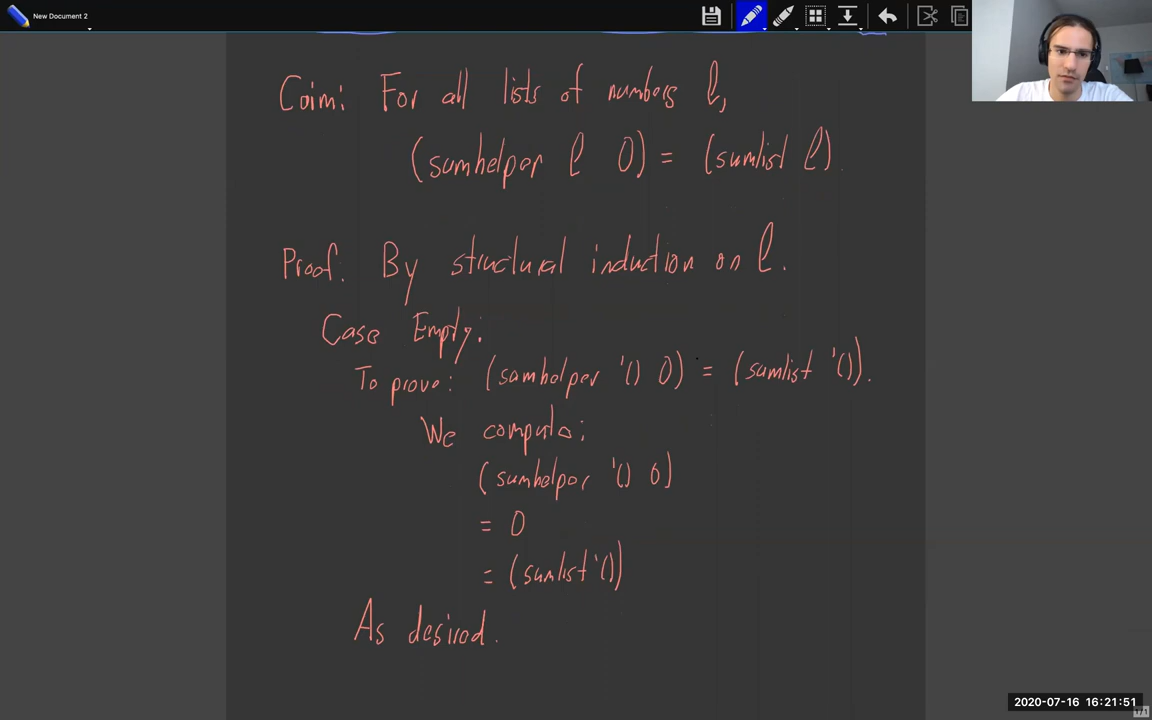 New Document 2
Caim: For all lists of numbers l,
(sumhelper l 0) = (sumlist l).
Proof: By structural induction on l.
Case Empty:
To prove: (sumhelper '() 0) = (sumlist '()).
We compute:
(sumhelper '() 0)
= 0
= (sumlist '())
As desired.
2020-07-16 16:21:51